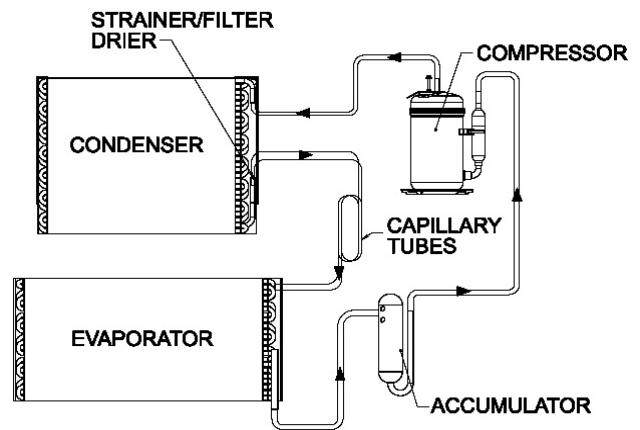 STRAINER/FILTER
DRIER
COMPRESSOR
CONDENSER
CAPILLARY
TUBES
EVAPORATOR
ACCUMULATOR